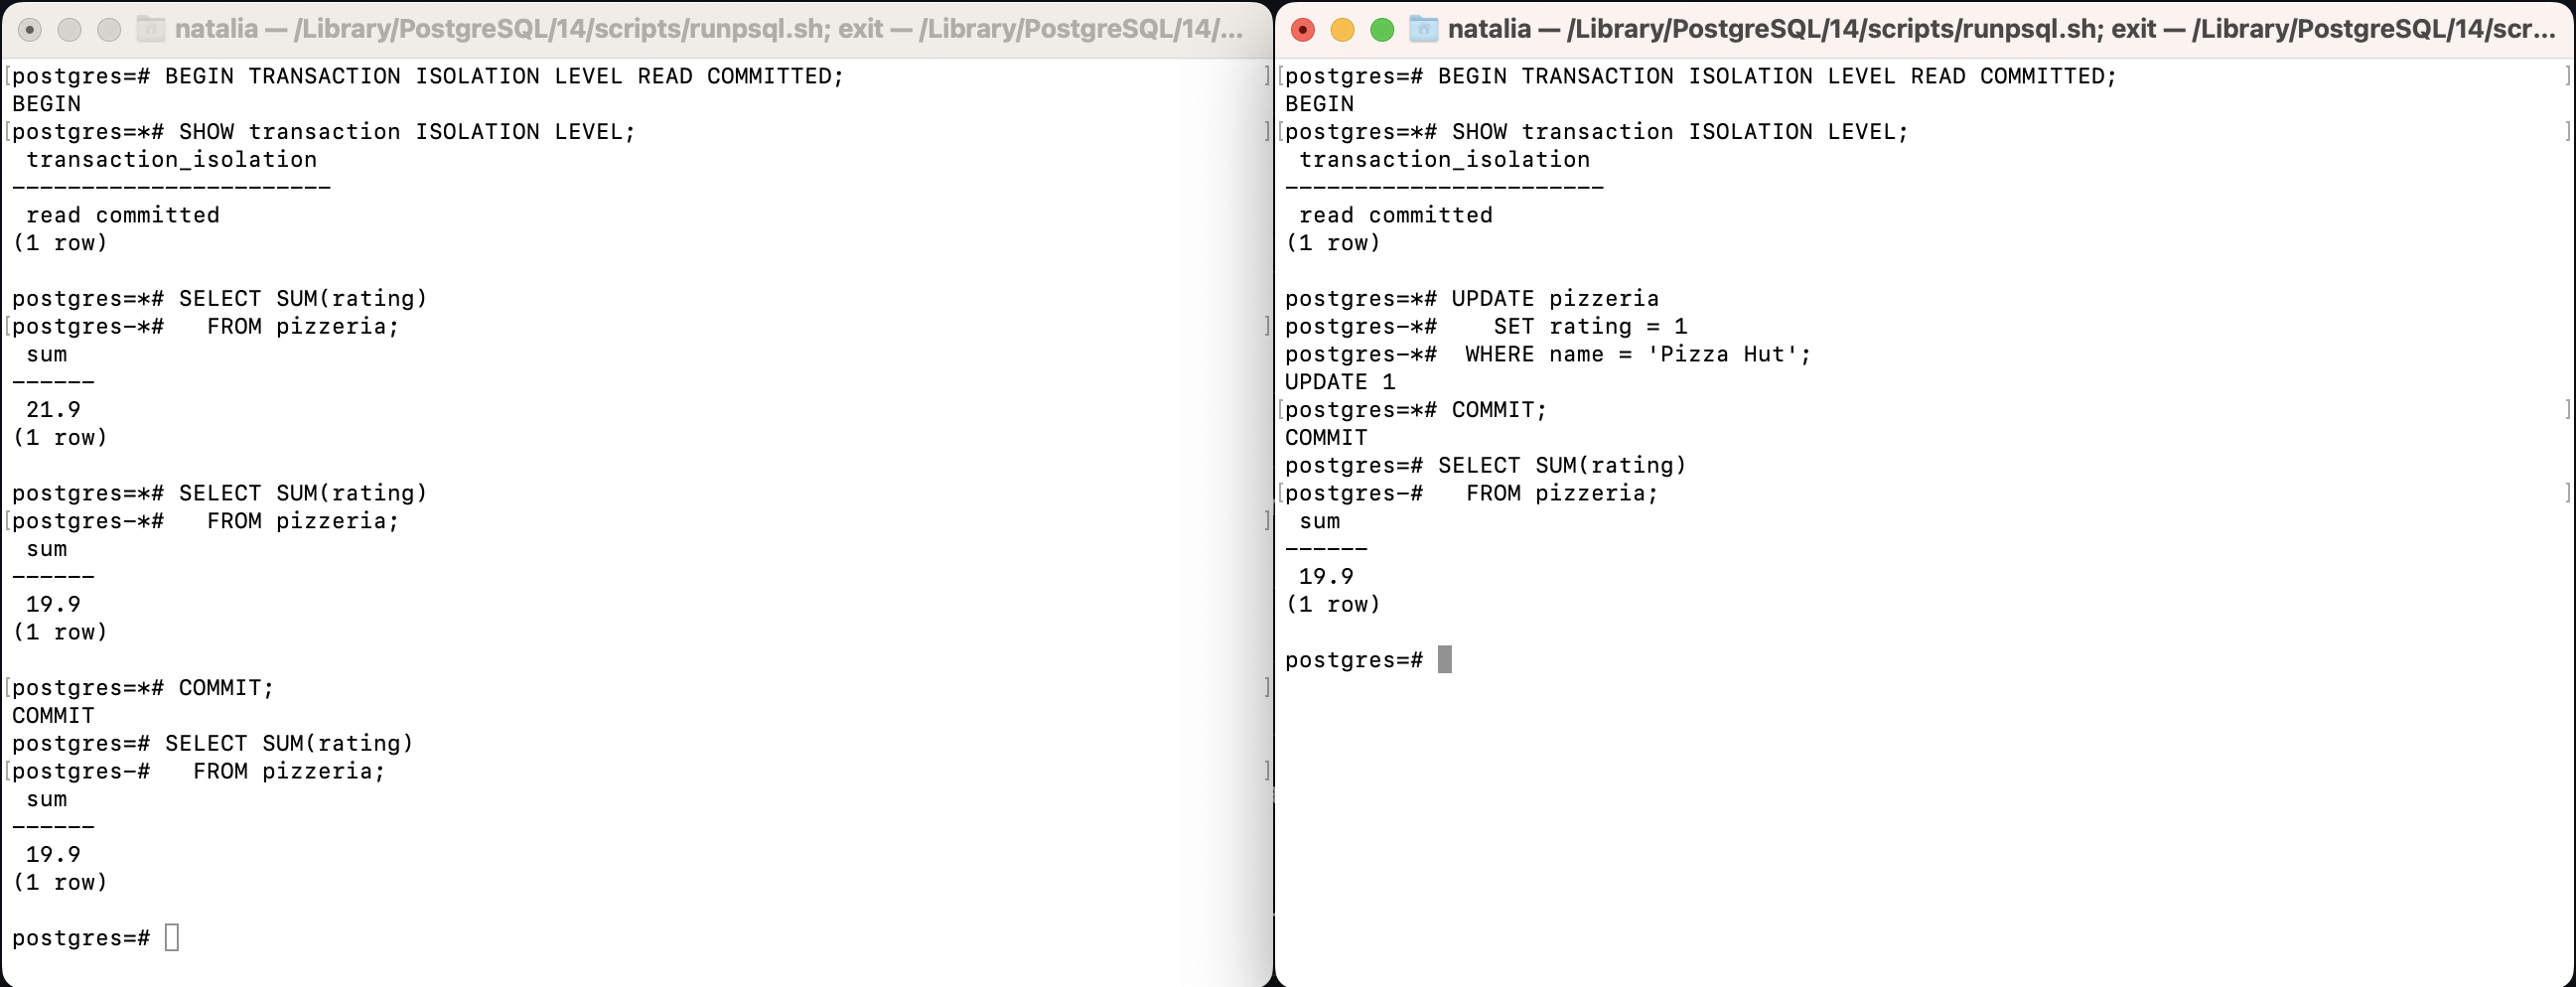 natalia — /Library/PostgreSQL/14/scripts/runpsql.sh; exit — /Library/PostgreSQL/14/...
[postgres=# BEGIN TRANSACTION ISOLATION LEVEL READ COMMITTED; ]
BEGIN
[postgres=*# SHOW transaction ISOLATION LEVEL; ]
 transaction_isolation
-----------------------
 read committed
(1 row)

postgres=*# SELECT SUM(rating)
[postgres-*#   FROM pizzeria; ]
 sum
------
 21.9
(1 row)

postgres=*# SELECT SUM(rating)
[postgres-*#   FROM pizzeria; ]
 sum
------
 19.9
(1 row)

[postgres=*# COMMIT; ]
COMMIT
postgres=# SELECT SUM(rating)
[postgres-#   FROM pizzeria; ]
 sum
------
 19.9
(1 row)

postgres=#
natalia — /Library/PostgreSQL/14/scripts/runpsql.sh; exit — /Library/PostgreSQL/14/scr...
[postgres=# BEGIN TRANSACTION ISOLATION LEVEL READ COMMITTED; ]
BEGIN
[postgres=*# SHOW transaction ISOLATION LEVEL; ]
 transaction_isolation
-----------------------
 read committed
(1 row)

postgres=*# UPDATE pizzeria
postgres-*#    SET rating = 1
postgres-*#  WHERE name = 'Pizza Hut';
UPDATE 1
[postgres=*# COMMIT; ]
COMMIT
postgres=# SELECT SUM(rating)
[postgres-#   FROM pizzeria; ]
 sum
------
 19.9
(1 row)

postgres=#